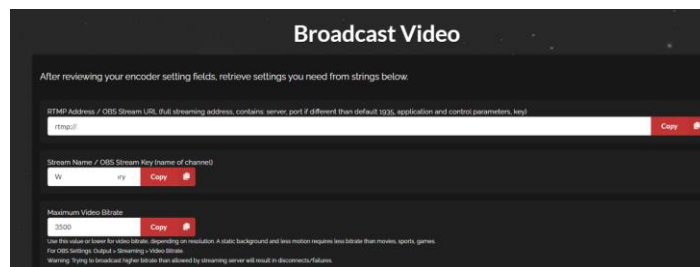 Broadcast Video
After reviewing your encoder setting fields, retrieve settings you need from strings below.
RTMP Address / OBS Stream URL (full streaming address, contains: server, port if different than default 1935, application and control parameters, key)
rtmp://
Copy
Stream Name / OBS Stream Key (name of channel)
W ry Copy
Maximum Video Bitrate
3500 Copy
Use this value or lower for video bitrate, depending on resolution. A static background and less motion requires less bitrate than movies, sports, games.
For OBS Settings: Output > Streaming > Video Bitrate.
Warning: Trying to broadcast higher bitrate than allowed by streaming server will result in disconnects/failures.